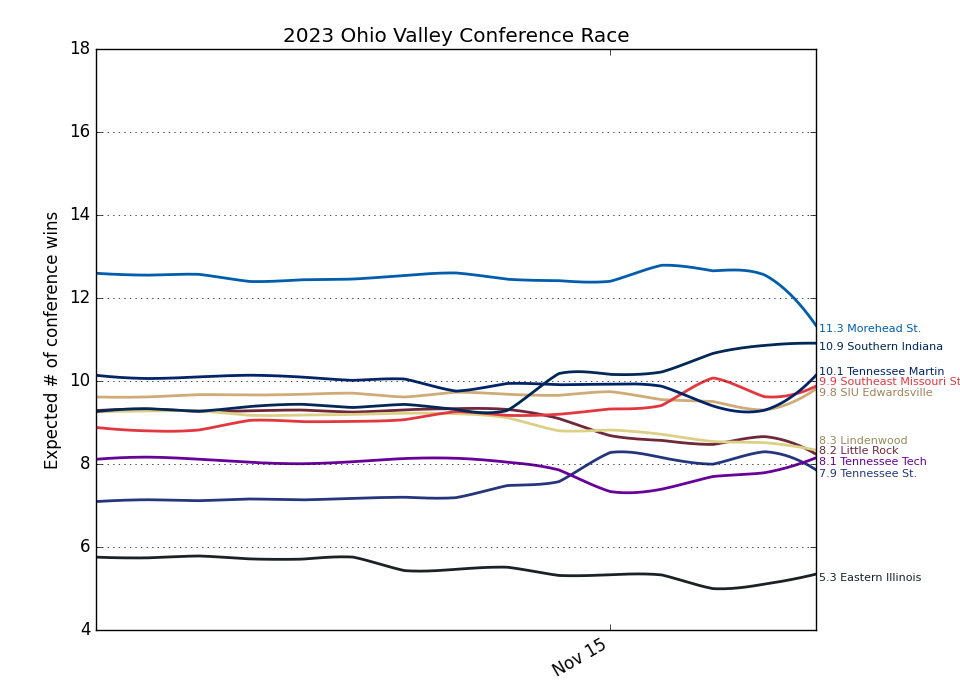 2023 Ohio Valley Conference Race
Expected # of conference wins
18
16
14
12
10
8
6
4
Nov 15
11.3 Morehead St.
10.9 Southern Indiana
10.1 Tennessee Martin
9.9 Southeast Missouri St
9.8 SIU Edwardsville
8.3 Lindenwood
8.2 Little Rock
8.1 Tennessee Tech
7.9 Tennessee St.
5.3 Eastern Illinois